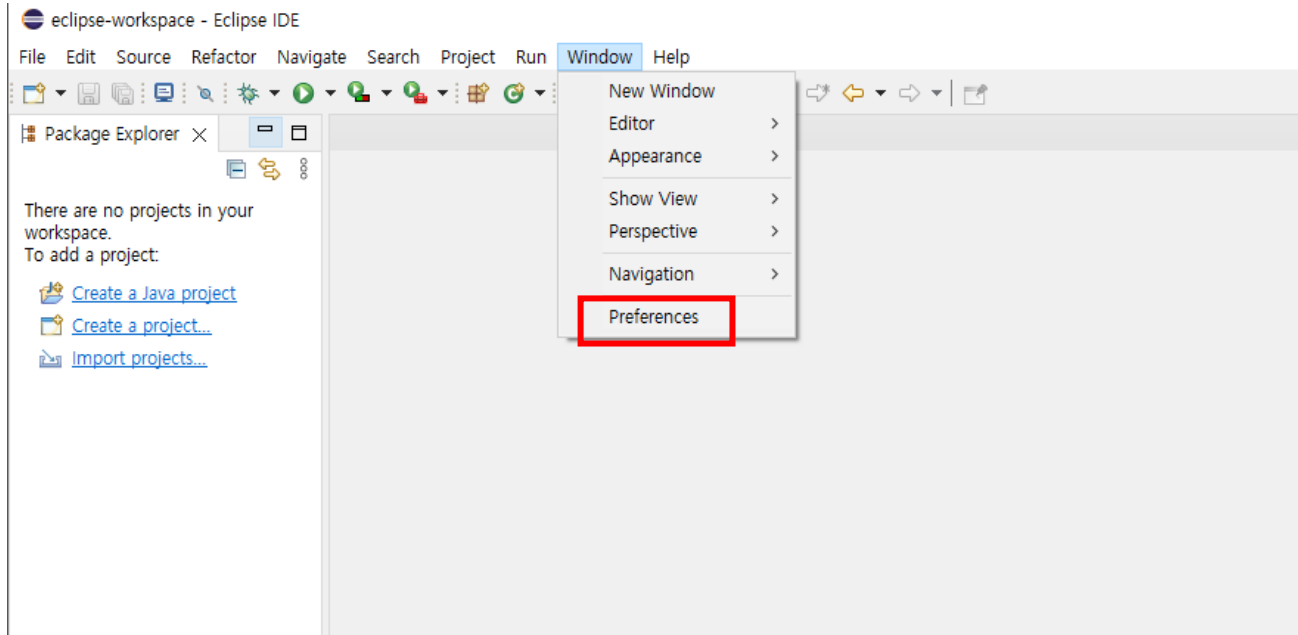 eclipse-workspace - Eclipse IDE
File Edit Source Refactor Navigate Search Project Run Window Help
Package Explorer
There are no projects in your
workspace.
To add a project:
Create a Java project
Create a project...
Import projects...
New Window
Editor
Appearance
Show View
Perspective
Navigation
Preferences